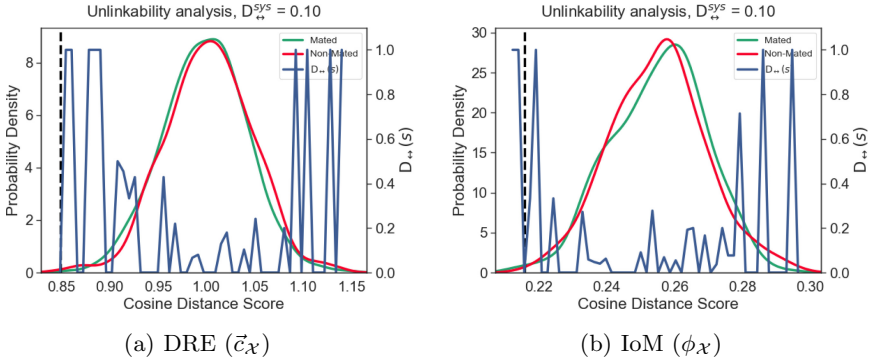 Unlinkability analysis, D↔^sys = 0.10
Probability Density
8
6
4
2
0
0.85 0.90 0.95 1.00 1.05 1.10 1.15
Cosine Distance Score
1.0
0.8
0.6
0.4
0.2
0.0
D↔(s)
Mated
Non-Mated
D↔(s)
(a) DRE (c⃗_𝒳)
Unlinkability analysis, D↔^sys = 0.10
Probability Density
30
25
20
15
10
5
0
0.22 0.24 0.26 0.28 0.30
Cosine Distance Score
1.0
0.8
0.6
0.4
0.2
0.0
D↔(s)
Mated
Non-Mated
D↔(s)
(b) IoM (ϕ_𝒳)